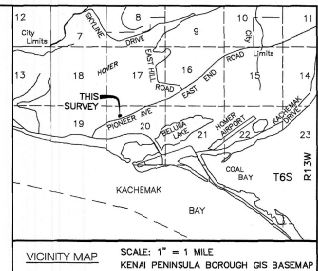 12 7 8 9 10 11
City Limits
SKYLINE DRIVE
City Limits
13 18 HOMER 17 EAST HILL ROAD 16 EAST END ROAD 15 14
THIS SURVEY
19 PIONEER AVE 20 BELUGA LAKE 21 HOMER AIRPORT 22 KACHEMAK DRIVE 23
COAL BAY
KACHEMAK BAY
T6S R13W
VICINITY MAP
SCALE: 1" = 1 MILE
KENAI PENINSULA BOROUGH GIS BASEMAP